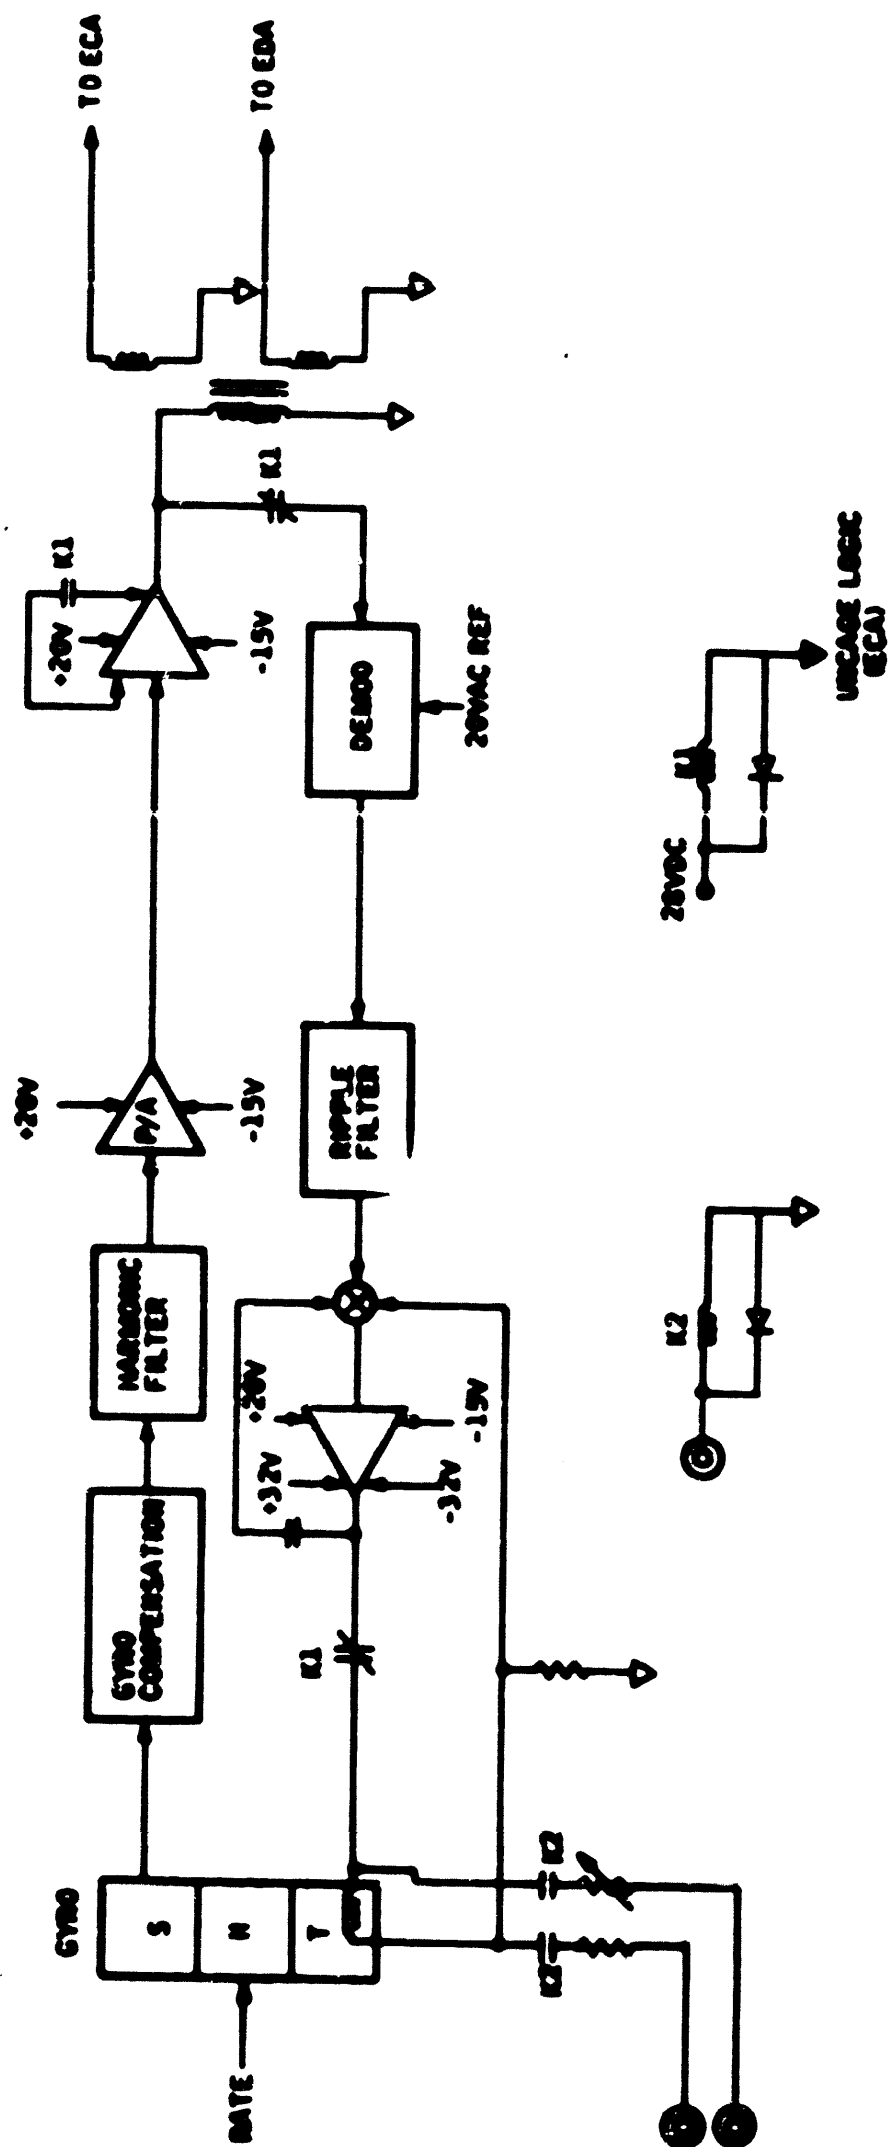 TO ECA
TO EDA
K1
+20V
-15V
K1
DEMOD
20VAC REF
+20V
P/A
-15V
RIPPLE
FILTER
HARMONIC
FILTER
+20V
-15V
+32V
-32V
GYRO
COMPENSATION
K1
GYRO
S
H
T
RATE
K2
K2
28VDC
K1
UNCAGE LOGIC
(ECA)
K2